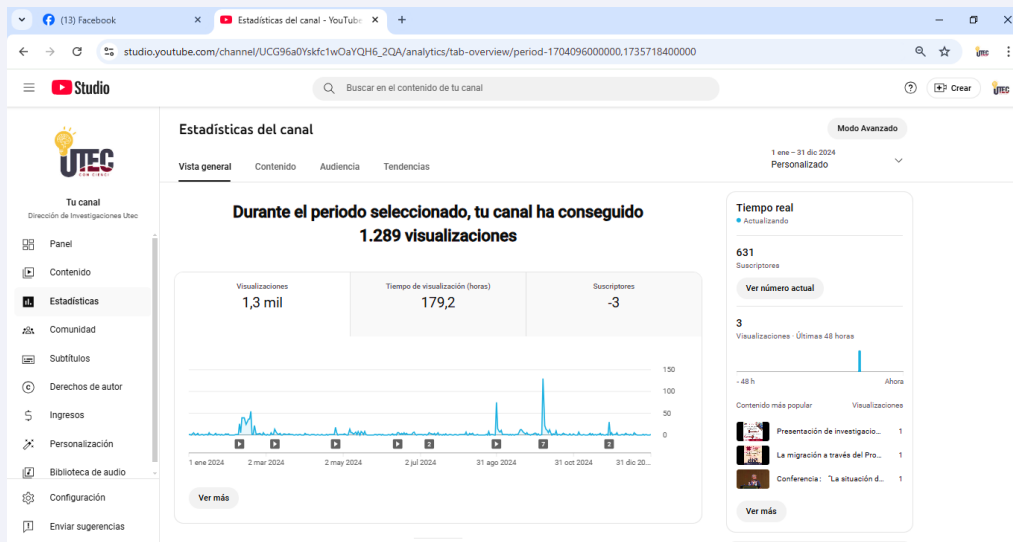 (13) Facebook
Estadísticas del canal - YouTube
studio.youtube.com/channel/UCG96a0Yskfc1wOaYQH6_2QA/analytics/tab-overview/period-1704096000000,1735718400000
Studio
Buscar en el contenido de tu canal
Crear
UTEC
Tu canal
Dirección de Investigaciones Utec
Panel
Contenido
Estadísticas
Comunidad
Subtítulos
Derechos de autor
Ingresos
Personalización
Biblioteca de audio
Configuración
Enviar sugerencias
Estadísticas del canal
Modo Avanzado
Vista general Contenido Audiencia Tendencias
1 ene – 31 dic 2024
Personalizado
Durante el periodo seleccionado, tu canal ha conseguido
1.289 visualizaciones
Visualizaciones
1,3 mil
Tiempo de visualización (horas)
179,2
Suscriptores
-3
150
100
50
0
2 7 2
1 ene 2024 2 mar 2024 2 may 2024 2 jul 2024 31 ago 2024 31 oct 2024 31 dic 20...
Ver más
Tiempo real
Actualizando
631
Suscriptores
Ver número actual
3
Visualizaciones · Últimas 48 horas
- 48 h Ahora
Contenido más popular Visualizaciones
Presentación de investigacio... 1
La migración a través del Pro... 1
Conferencia: "La situación d... 1
Ver más